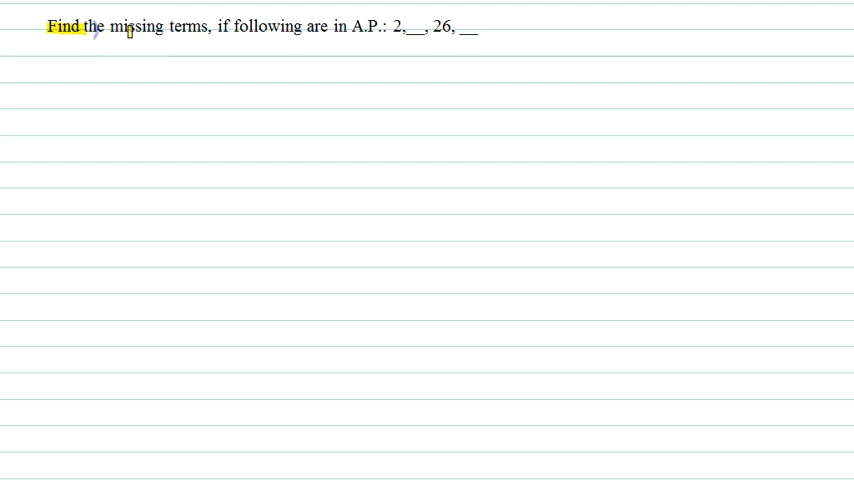 Find the missing terms, if following are in A.P.: 2,__, 26, __